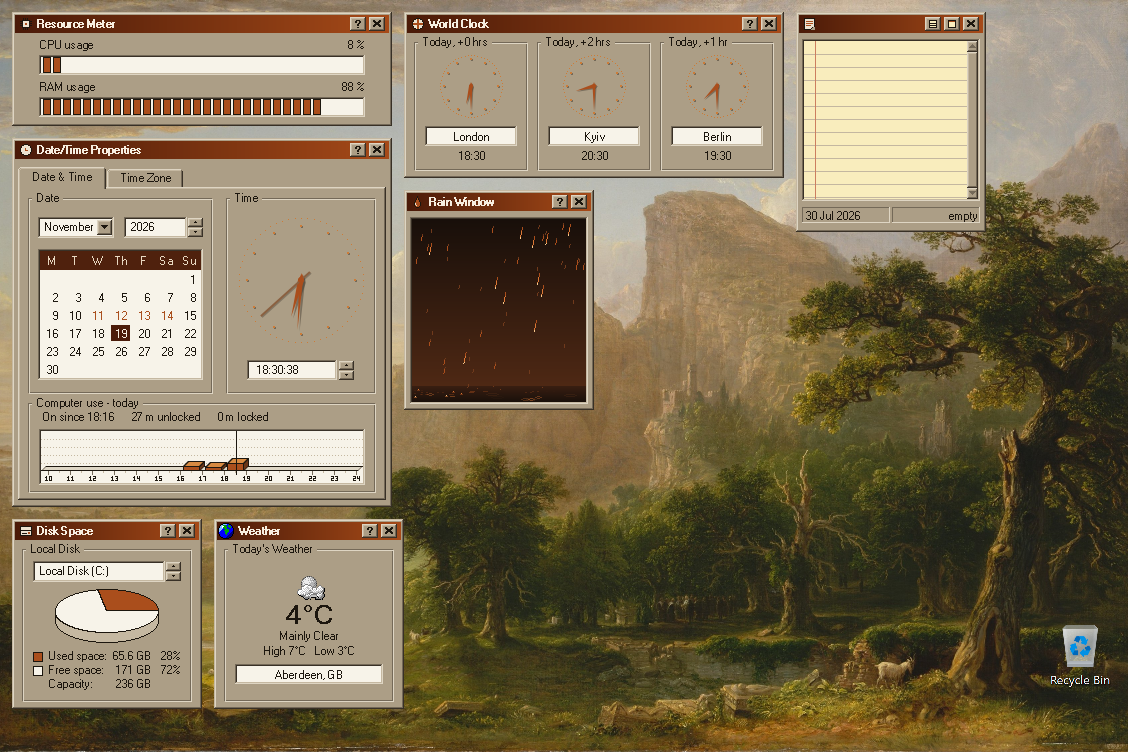 Resource Meter
CPU usage 8 %
RAM usage 88 %
World Clock
Today, +0 hrs
London
18:30
Today, +2 hrs
Kyiv
20:30
Today, +1 hr
Berlin
19:30
30 Jul 2026 empty
Date/Time Properties
Date & Time Time Zone
Date
November 2026
M T W Th F Sa Su
1
2 3 4 5 6 7 8
9 10 11 12 13 14 15
16 17 18 19 20 21 22
23 24 25 26 27 28 29
30
Time
18:30:38
Computer use - today
On since 18:16 27 m unlocked 0 m locked
10 11 12 13 14 15 16 17 18 19 20 21 22 23 24
Rain Window
Disk Space
Local Disk
Local Disk (C:)
Used space: 65.6 GB 28%
Free space: 171 GB 72%
Capacity: 236 GB
Weather
Today's Weather
4°C
Mainly Clear
High 7°C Low 3°C
Aberdeen, GB
Recycle Bin